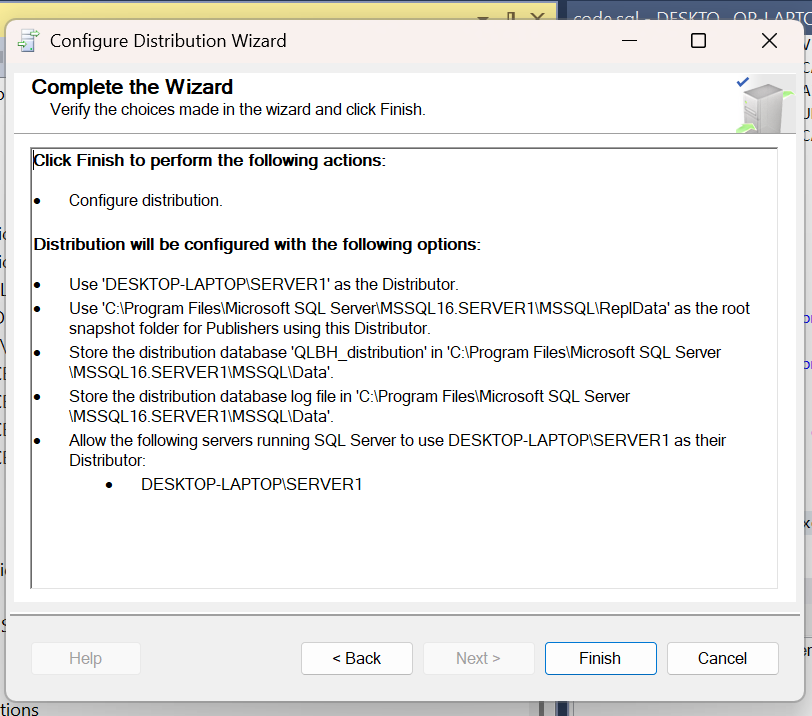 code.sql - DESKTO...OR-LAPTO
Configure Distribution Wizard
Complete the Wizard
Verify the choices made in the wizard and click Finish.
Click Finish to perform the following actions:
• Configure distribution.
Distribution will be configured with the following options:
• Use 'DESKTOP-LAPTOP\SERVER1' as the Distributor.
• Use 'C:\Program Files\Microsoft SQL Server\MSSQL16.SERVER1\MSSQL\ReplData' as the root
snapshot folder for Publishers using this Distributor.
• Store the distribution database 'QLBH_distribution' in 'C:\Program Files\Microsoft SQL Server
\MSSQL16.SERVER1\MSSQL\Data'.
• Store the distribution database log file in 'C:\Program Files\Microsoft SQL Server
\MSSQL16.SERVER1\MSSQL\Data'.
• Allow the following servers running SQL Server to use DESKTOP-LAPTOP\SERVER1 as their
Distributor:
• DESKTOP-LAPTOP\SERVER1
Help
< Back
Next >
Finish
Cancel
tions